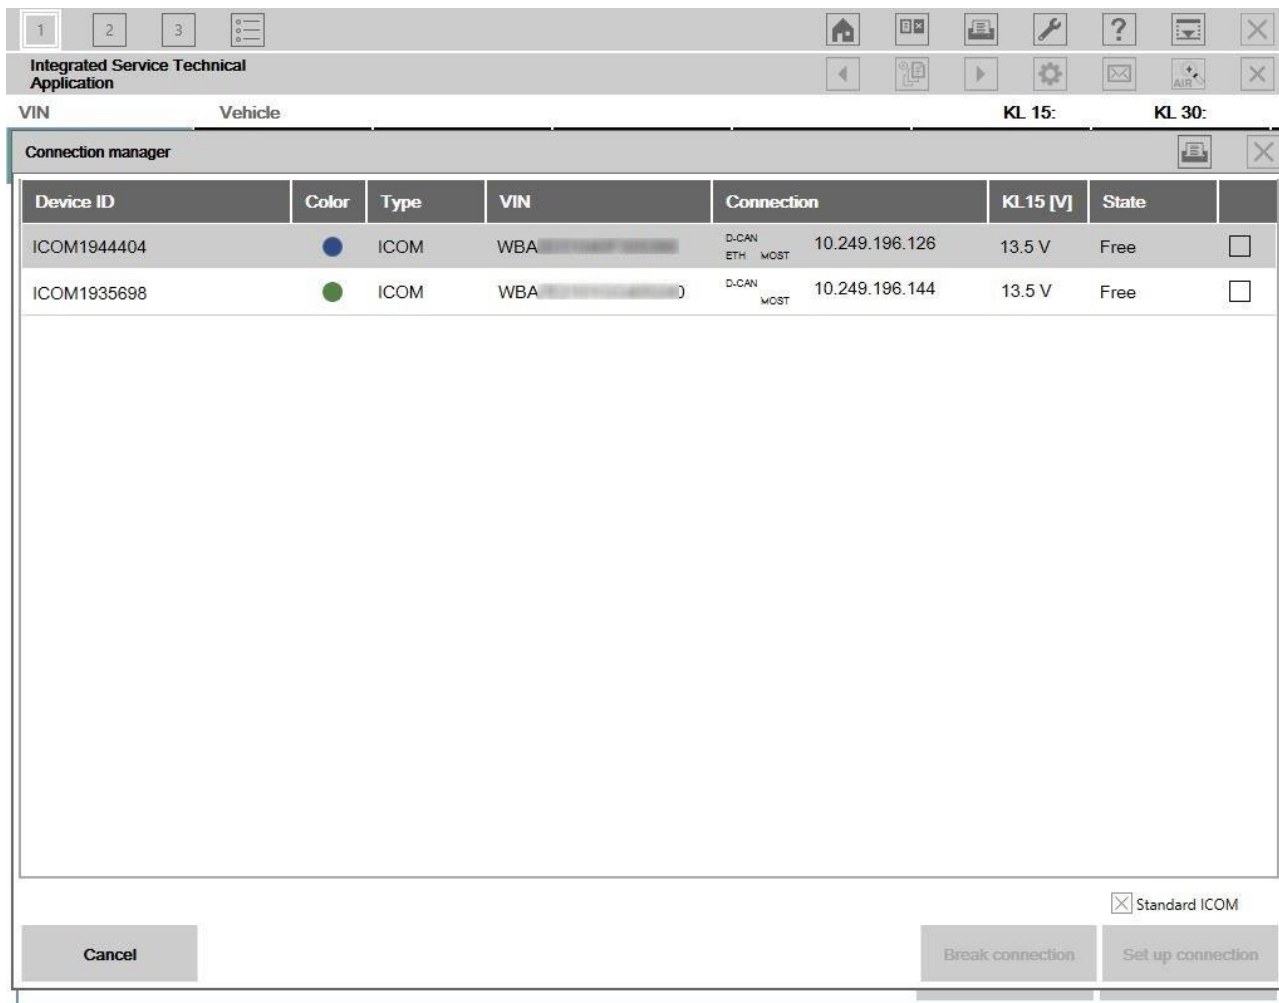 1 2 3
?
Integrated Service Technical
Application
AIR
VIN Vehicle KL 15: KL 30:
Connection manager
Device ID Color Type VIN Connection KL15 [V] State
ICOM1944404 ICOM WBA D-CAN ETH MOST 10.249.196.126 13.5 V Free
ICOM1935698 ICOM WBA D-CAN MOST 10.249.196.144 13.5 V Free
Standard ICOM
Cancel Break connection Set up connection